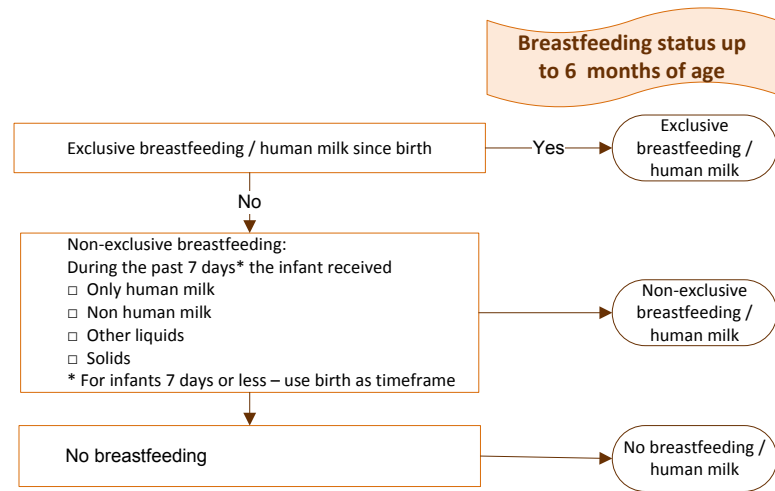 Breastfeeding status up
to 6 months of age
Exclusive breastfeeding / human milk since birth
Yes
Exclusive
breastfeeding /
human milk
No
Non-exclusive breastfeeding:
During the past 7 days* the infant received
□ Only human milk
□ Non human milk
□ Other liquids
□ Solids
* For infants 7 days or less – use birth as timeframe
Non-exclusive
breastfeeding /
human milk
No breastfeeding
No breastfeeding /
human milk